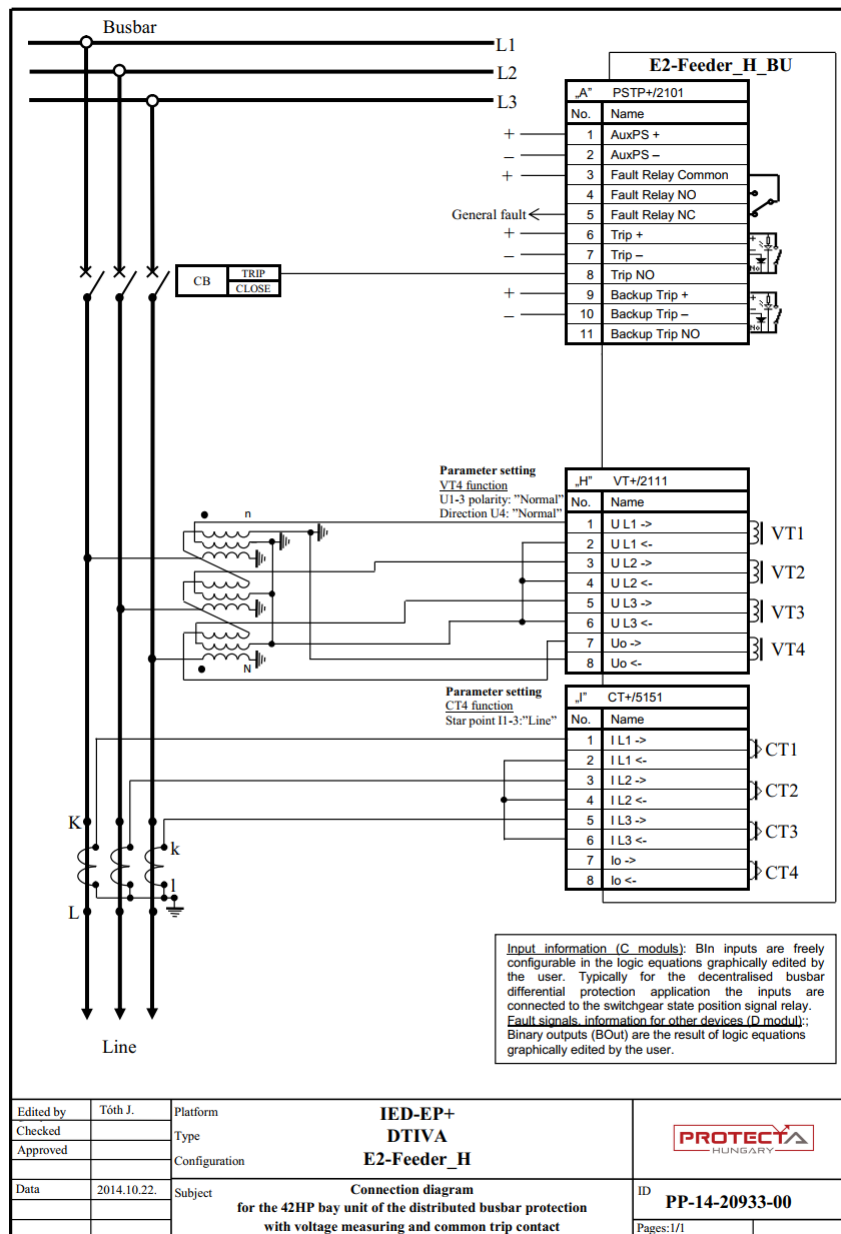 Busbar
L1
L2
L3
E2-Feeder_H_BU
„A" PSTP+/2101
No. Name
+ 1 AuxPS +
– 2 AuxPS –
+ 3 Fault Relay Common
4 Fault Relay NO
General fault 5 Fault Relay NC
+ 6 Trip +
– 7 Trip –
8 Trip NO
+ 9 Backup Trip +
– 10 Backup Trip –
11 Backup Trip NO
CB TRIP
CLOSE
Parameter setting
VT4 function
U1-3 polarity: "Normal"
Direction U4: "Normal"
n
N
„H" VT+/2111
No. Name
1 U L1 ->
2 U L1 <-
3 U L2 ->
4 U L2 <-
5 U L3 ->
6 U L3 <-
7 Uo ->
8 Uo <-
VT1
VT2
VT3
VT4
Parameter setting
CT4 function
Star point I1-3:"Line"
„I" CT+/5151
No. Name
1 I L1 ->
2 I L1 <-
3 I L2 ->
4 I L2 <-
5 I L3 ->
6 I L3 <-
7 Io ->
8 Io <-
CT1
CT2
CT3
CT4
K
k
l
L
Line
Input information (C moduls): BIn inputs are freely
configurable in the logic equations graphically edited by
the user. Typically for the decentralised busbar
differential protection application the inputs are
connected to the switchgear state position signal relay.
Fault signals, information for other devices (D modul):;
Binary outputs (BOut) are the result of logic equations
graphically edited by the user.
Edited by Tóth J.
Checked
Approved
Data 2014.10.22.
Platform IED-EP+
Type DTIVA
Configuration E2-Feeder_H
Subject Connection diagram
for the 42HP bay unit of the distributed busbar protection
with voltage measuring and common trip contact
PROTECTA
HUNGARY
ID
PP-14-20933-00
Pages:1/1